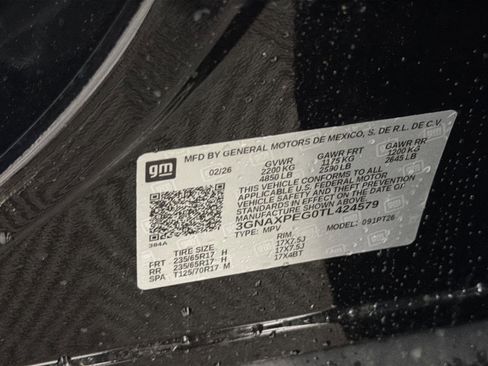 gm
MFD BY GENERAL MOTORS DE MEXICO, S. DE R.L. DE C.V.
02/26 GVWR GAWR FRT GAWR RR
2200 KG 1175 KG 1200 KG
4850 LB 2590 LB 2645 LB
THIS VEHICLE CONFORMS TO ALL
APPLICABLE U.S. FEDERAL MOTOR
VEHICLE SAFETY AND THEFT PREVENTION
STANDARDS IN EFFECT ON THE DATE OF
MANUFACTURE SHOWN ABOVE.
3GNAXPEG0TL424579
TYPE: MPV MODEL: 091PT26
384A
TIRE SIZE RIM
FRT 235/65R17 H 17X7.5J
RR 235/65R17 H 17X7.5J
SPA T125/70R17 M 17X4BT